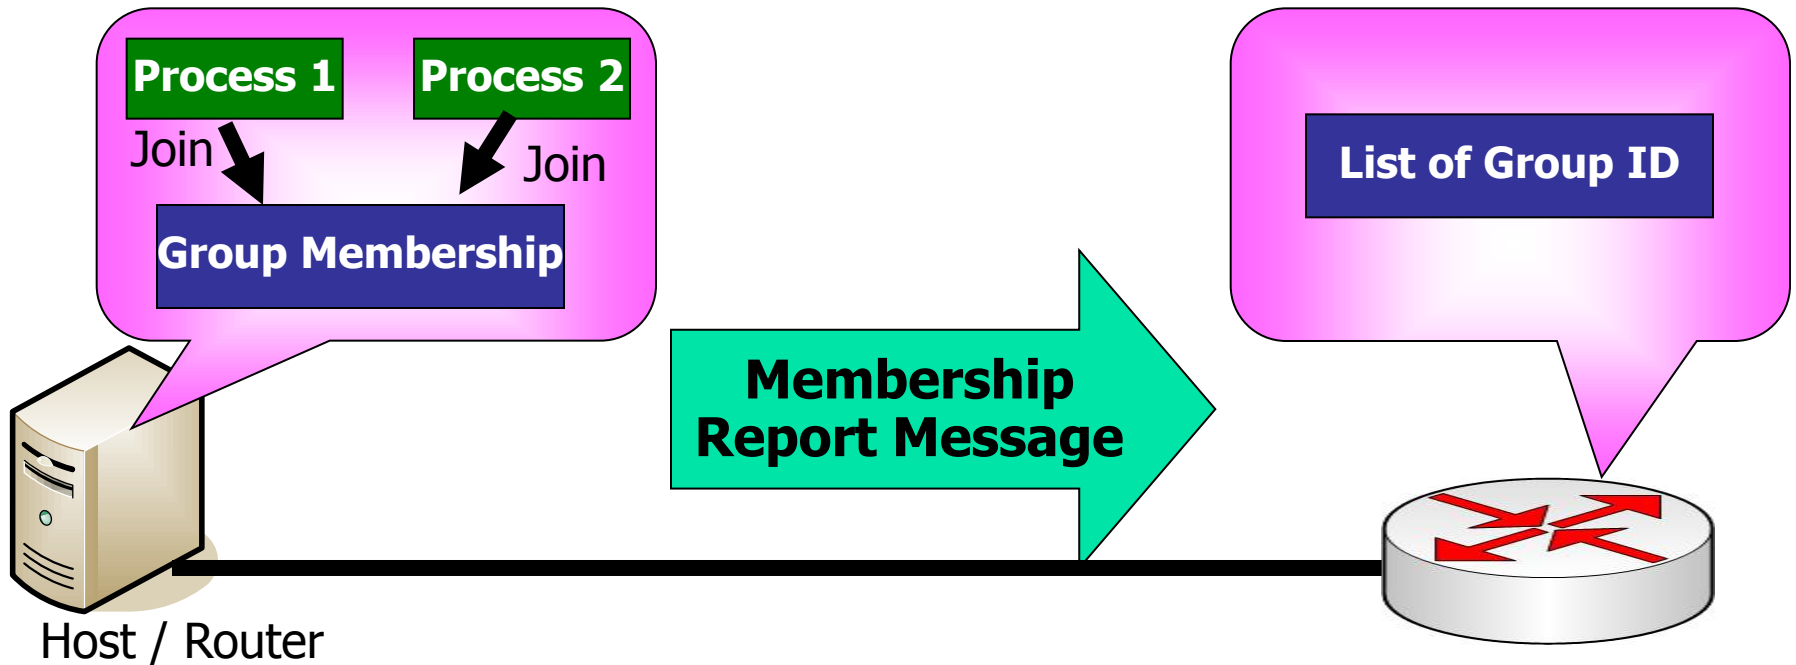 Process 1
Process 2
Join
Join
Group Membership
List of Group ID
Membership
Report Message
Host / Router